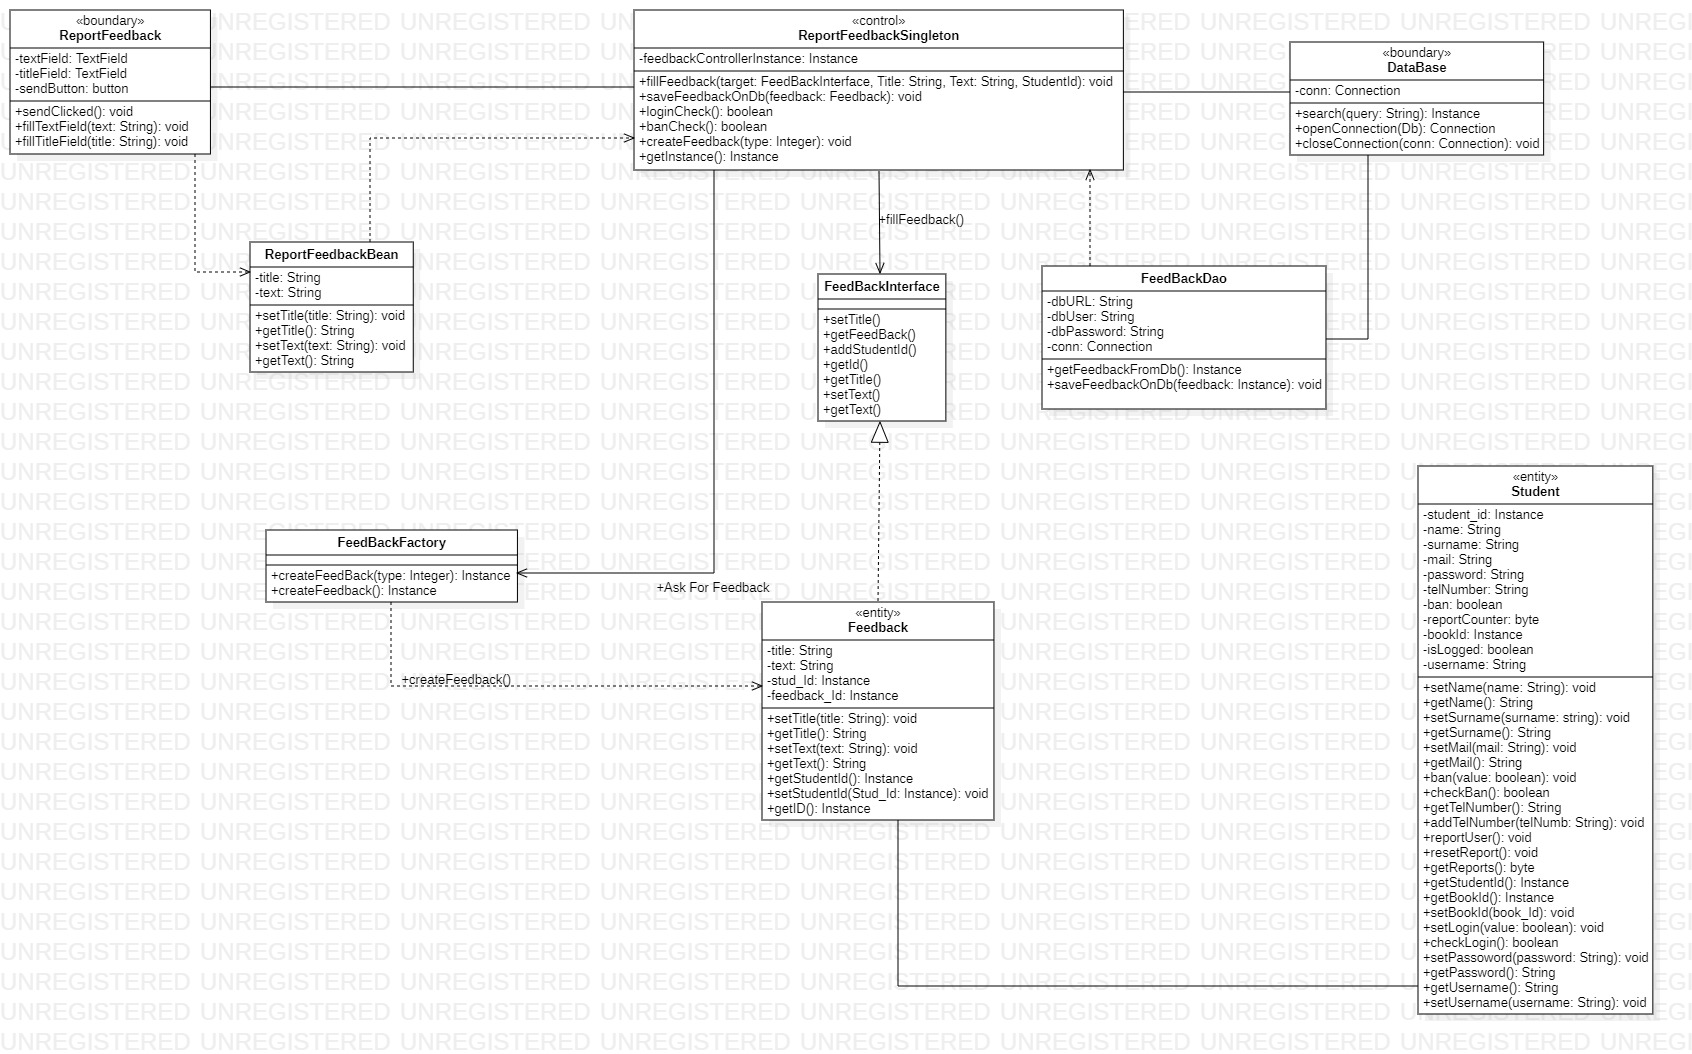 «boundary»
ReportFeedback
-textField: TextField
-titleField: TextField
-sendButton: button
+sendClicked(): void
+fillTextField(text: String): void
+fillTitleField(title: String): void
«control»
ReportFeedbackSingleton
-feedbackControllerInstance: Instance
+fillFeedback(target: FeedBackInterface, Title: String, Text: String, StudentId): void
+saveFeedbackOnDb(feedback: Feedback): void
+loginCheck(): boolean
+banCheck(): boolean
+createFeedback(type: Integer): void
+getInstance(): Instance
«boundary»
DataBase
-conn: Connection
+search(query: String): Instance
+openConnection(Db): Connection
+closeConnection(conn: Connection): void
+fillFeedback()
ReportFeedbackBean
-title: String
-text: String
+setTitle(title: String): void
+getTitle(): String
+setText(text: String): void
+getText(): String
FeedBackInterface
+setTitle()
+getFeedBack()
+addStudentId()
+getId()
+getTitle()
+setText()
+getText()
FeedBackDao
-dbURL: String
-dbUser: String
-dbPassword: String
-conn: Connection
+getFeedbackFromDb(): Instance
+saveFeedbackOnDb(feedback: Instance): void
FeedBackFactory
+createFeedBack(type: Integer): Instance
+createFeedback(): Instance
+Ask For Feedback
+createFeedback()
«entity»
Feedback
-title: String
-text: String
-stud_Id: Instance
-feedback_Id: Instance
+setTitle(title: String): void
+getTitle(): String
+setText(text: String): void
+getText(): String
+getStudentId(): Instance
+setStudentId(Stud_Id: Instance): void
+getID(): Instance
«entity»
Student
-student_id: Instance
-name: String
-surname: String
-mail: String
-password: String
-telNumber: String
-ban: boolean
-reportCounter: byte
-bookId: Instance
-isLogged: boolean
-username: String
+setName(name: String): void
+getName(): String
+setSurname(surname: string): void
+getSurname(): String
+setMail(mail: String): void
+getMail(): String
+ban(value: boolean): void
+checkBan(): boolean
+getTelNumber(): String
+addTelNumber(telNumb: String): void
+reportUser(): void
+resetReport(): void
+getReports(): byte
+getStudentId(): Instance
+getBookId(): Instance
+setBookId(book_Id): void
+setLogin(value: boolean): void
+checkLogin(): boolean
+setPassoword(password: String): void
+getPassword(): String
+getUsername(): String
+setUsername(username: String): void
UNREGISTERED